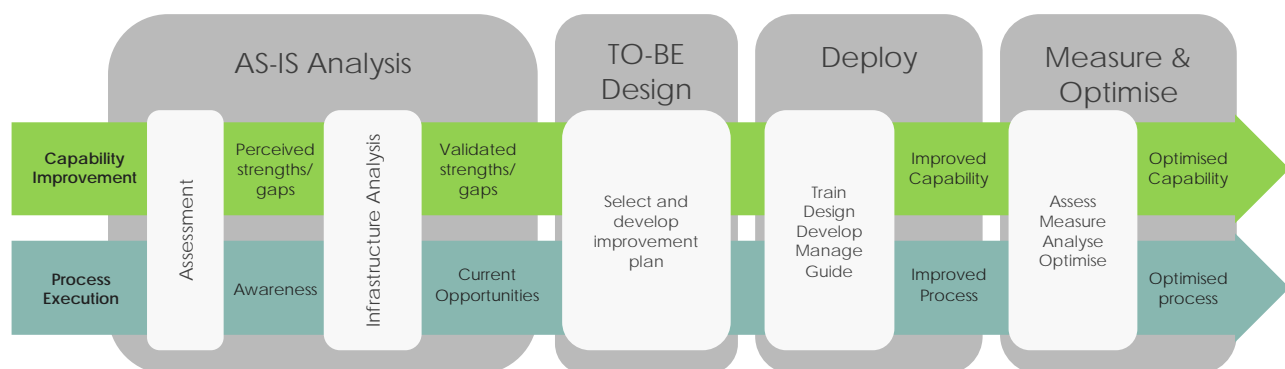 AS-IS Analysis
TO-BE
Design
Deploy
Measure &
Optimise
Capability
Improvement
Assessment
Perceived
strengths/
gaps
Infrastructure Analysis
Validated
strengths/
gaps
Select and
develop
improvement
plan
Train
Design
Develop
Manage
Guide
Improved
Capability
Assess
Measure
Analyse
Optimise
Optimised
Capability
Process
Execution
Awareness
Current
Opportunities
Improved
Process
Optimised
process